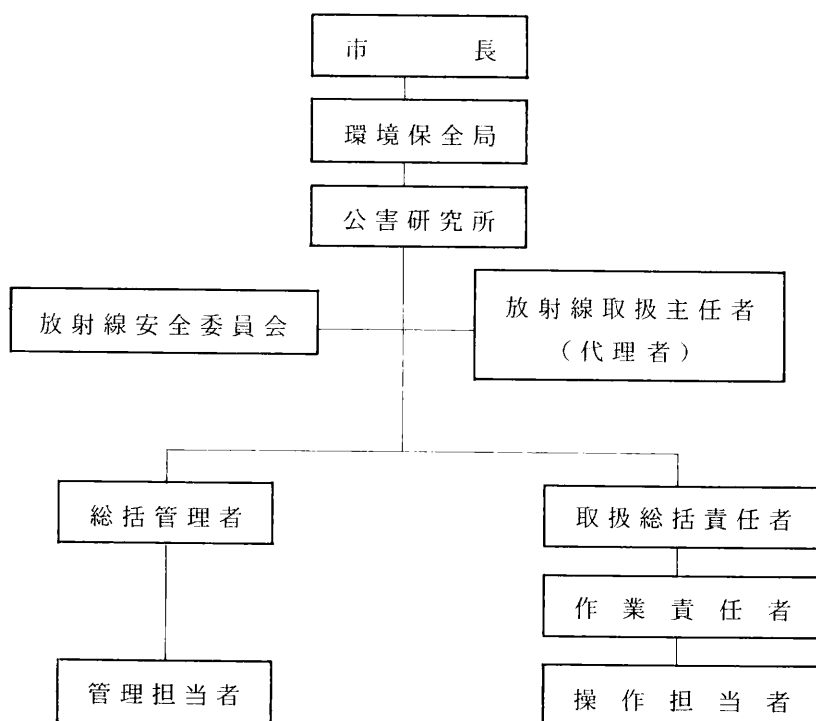 市長
環境保全局
公害研究所
放射線安全委員会
放射線取扱主任者
(代理者)
総括管理者
取扱総括責任者
作業責任者
管理担当者
操作担当者